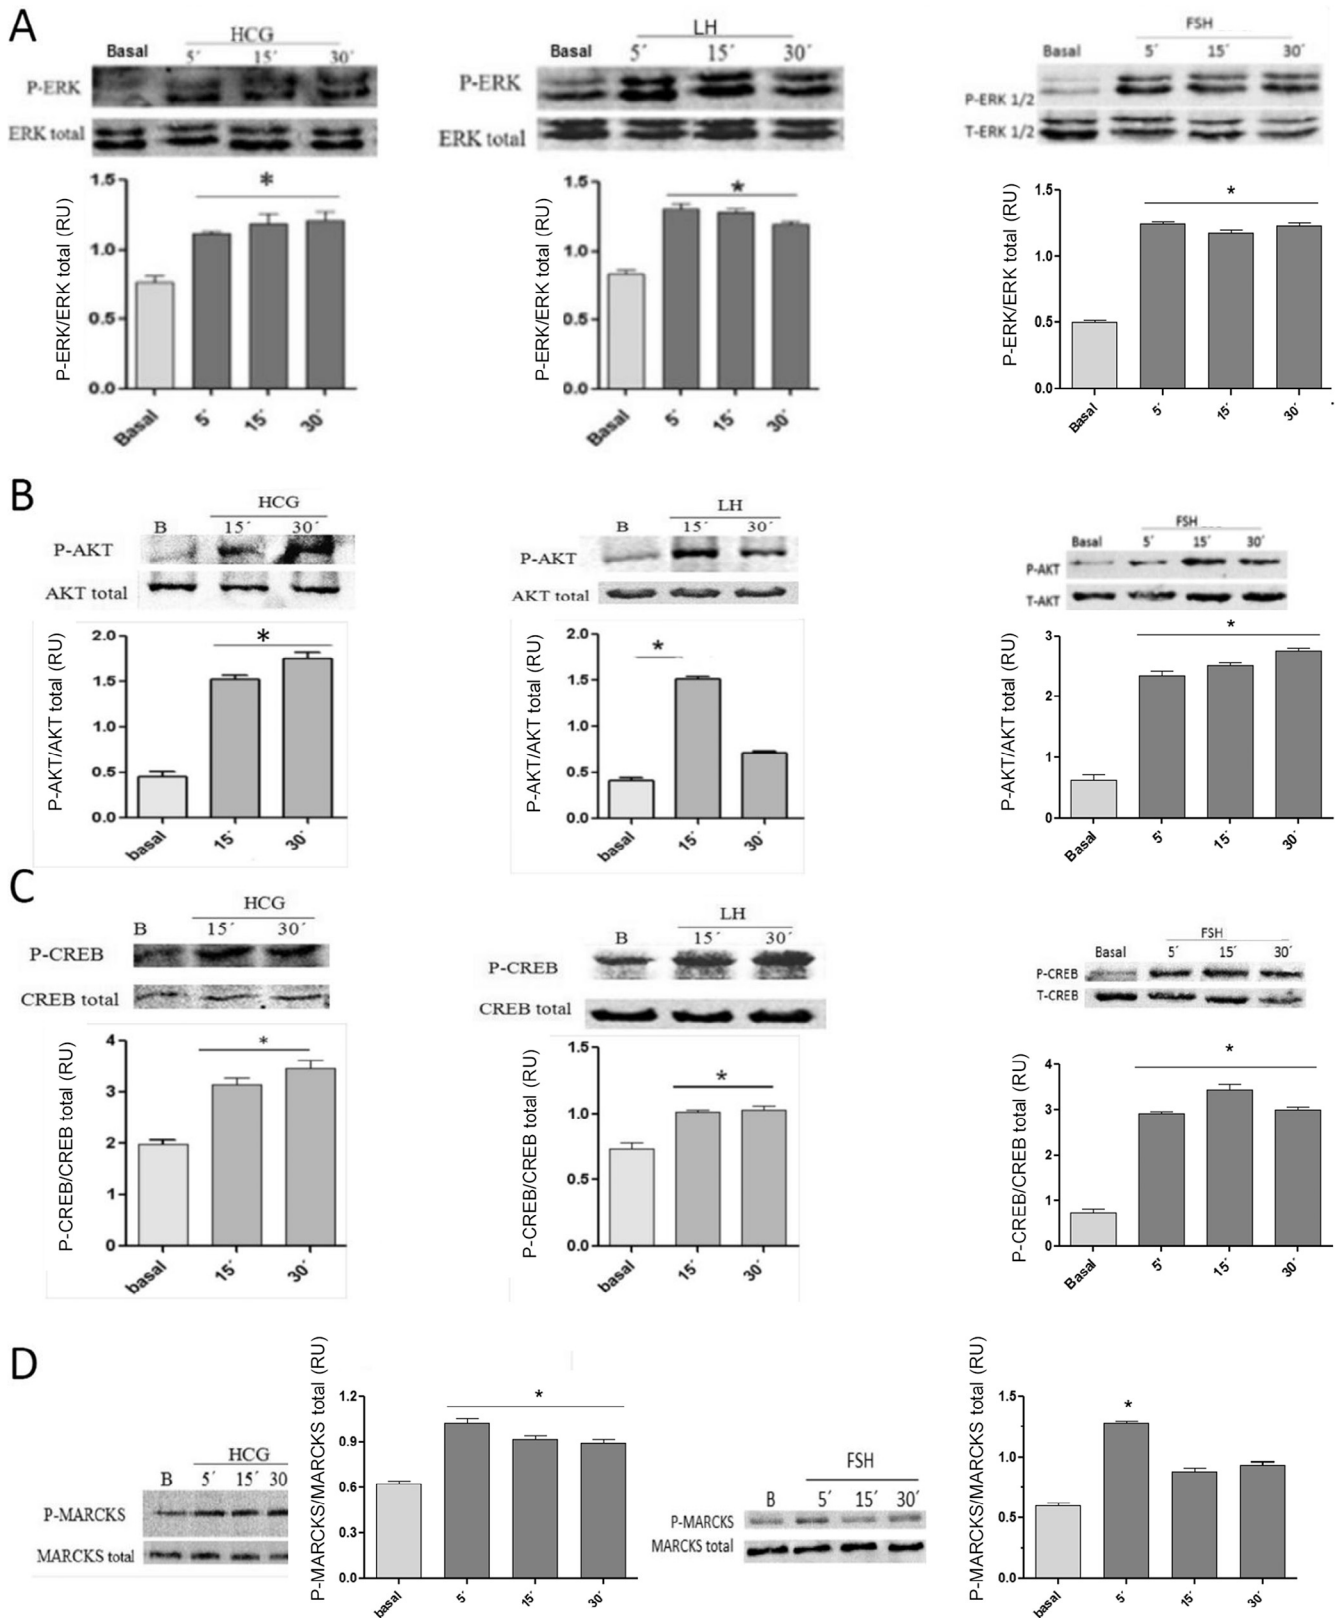 A
HCG
Basal 5´ 15´ 30´
P-ERK
ERK total
P-ERK/ERK total (RU)
1.5
1.0
0.5
0.0
*
Basal 5´ 15´ 30´
LH
Basal 5´ 15´ 30´
P-ERK
ERK total
P-ERK/ERK total (RU)
1.5
1.0
0.5
0.0
*
Basal 5´ 15´ 30´
FSH
Basal 5´ 15´ 30´
P-ERK 1/2
T-ERK 1/2
P-ERK/ERK total (RU)
1.5
1.0
0.5
0.0
*
Basal 5´ 15´ 30´
B
HCG
B 15´ 30´
P-AKT
AKT total
P-AKT/AKT total (RU)
2.0
1.5
1.0
0.5
0.0
*
basal 15´ 30´
LH
B 15´ 30´
P-AKT
AKT total
P-AKT/AKT total (RU)
2.0
1.5
1.0
0.5
0.0
*
basal 15´ 30´
FSH
Basal 5´ 15´ 30´
P-AKT
T-AKT
P-AKT/AKT total (RU)
3
2
1
0
*
Basal 5´ 15´ 30´
C
HCG
B 15´ 30´
P-CREB
CREB total
P-CREB/CREB total (RU)
4
3
2
1
0
*
basal 15´ 30´
LH
B 15´ 30´
P-CREB
CREB total
P-CREB/CREB total (RU)
1.5
1.0
0.5
0.0
*
basal 15´ 30´
FSH
Basal 5´ 15´ 30´
P-CREB
T-CREB
P-CREB/CREB total (RU)
4
3
2
1
0
*
Basal 5´ 15´ 30´
D
HCG
B 5´ 15´ 30
P-MARCKS
MARCKS total
P-MARCKS/MARCKS total (RU)
1.2
0.9
0.6
0.3
0.0
*
basal 5´ 15´ 30´
FSH
B 5´ 15´ 30´
P-MARCKS
MARCKS total
P-MARCKS/MARCKS total (RU)
1.5
1.0
0.5
0.0
*
basal 5´ 15´ 30´